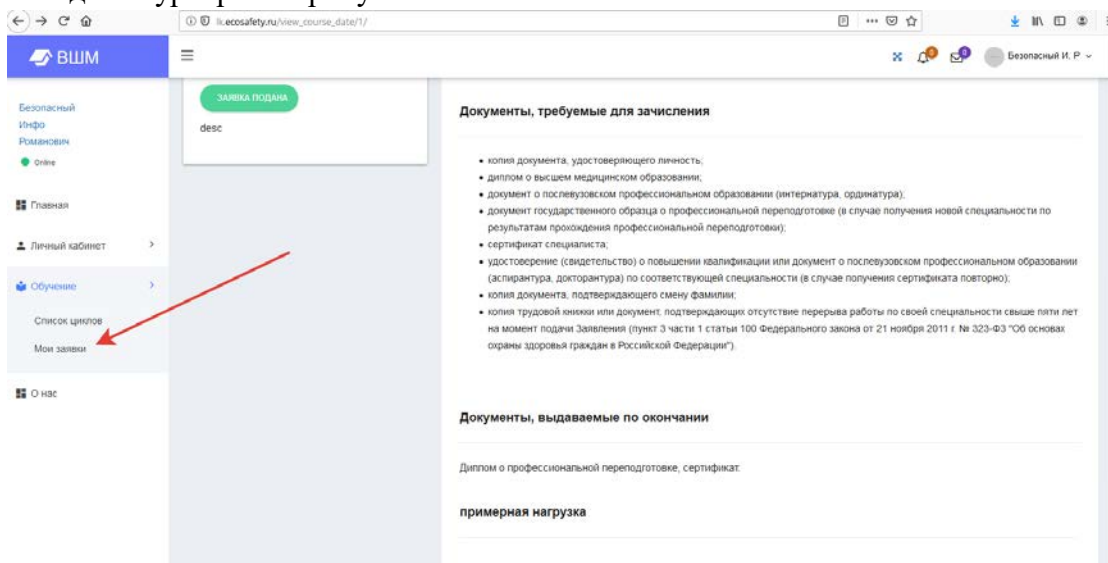 lk.ecosafety.ru/view_course_date/1/
ВШМ
Безопасный И. Р
Безопасный
Инфо
Романович
Online
Главная
Личный кабинет
Обучение
Список циклов
Мои заявки
О нас
ЗАЯВКА ПОДАНА
desc
Документы, требуемые для зачисления
• копия документа, удостоверяющего личность;
• диплом о высшем медицинском образовании;
• документ о послевузовском профессиональном образовании (интернатура, ординатура);
• документ государственного образца о профессиональной переподготовке (в случае получения новой специальности по
результатам прохождения профессиональной переподготовки);
• сертификат специалиста;
• удостоверение (свидетельство) о повышении квалификации или документ о послевузовском профессиональном образовании
(аспирантура, докторантура) по соответствующей специальности (в случае получения сертификата повторно);
• копия документа, подтверждающего смену фамилии;
• копия трудовой книжки или документ, подтверждающих отсутствие перерыва работы по своей специальности свыше пяти лет
на момент подачи Заявления (пункт 3 части 1 статьи 100 Федерального закона от 21 ноября 2011 г. № 323-ФЗ "Об основах
охраны здоровья граждан в Российской Федерации").
Документы, выдаваемые по окончании
Диплом о профессиональной переподготовке, сертификат.
примерная нагрузка